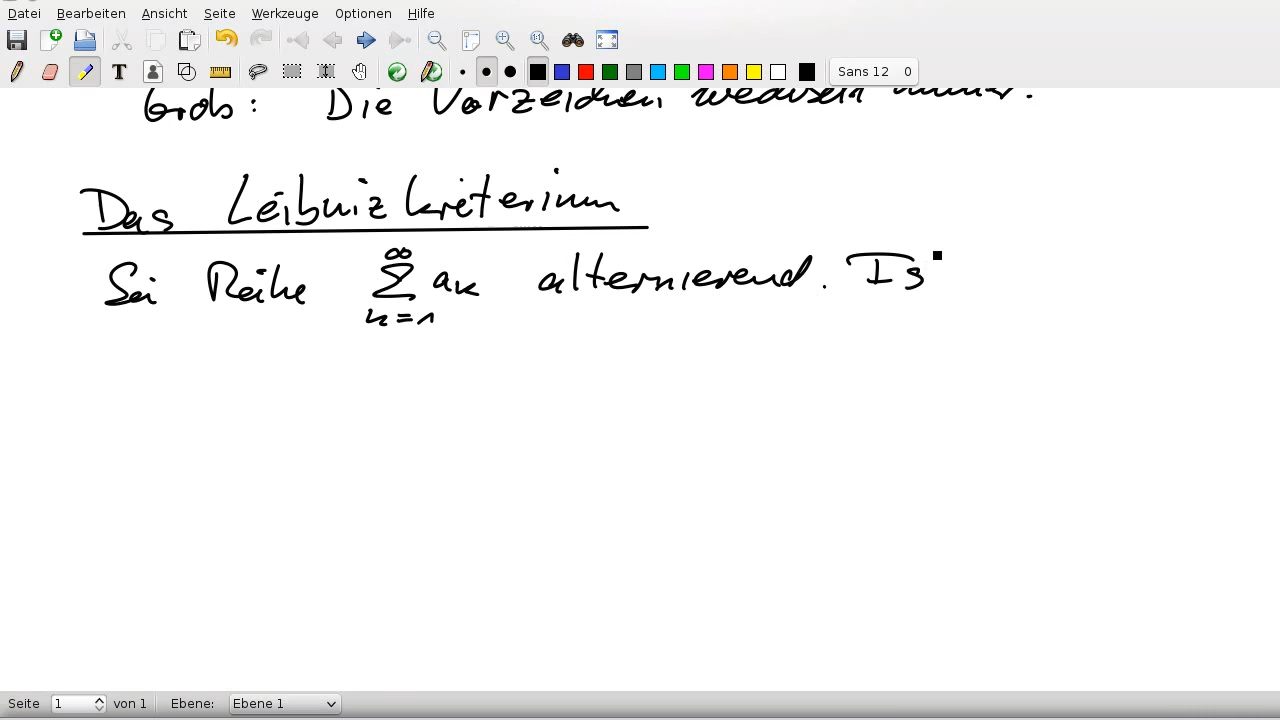 Datei Bearbeiten Ansicht Seite Werkzeuge Optionen Hilfe
T Sans 12 0
Grob: Die Vorzeichen wechseln immer.
Das Leibnizkriterium
Sei Reihe ∞∑k=1 ak alternierend. Is
Seite 1 von 1 Ebene: Ebene 1